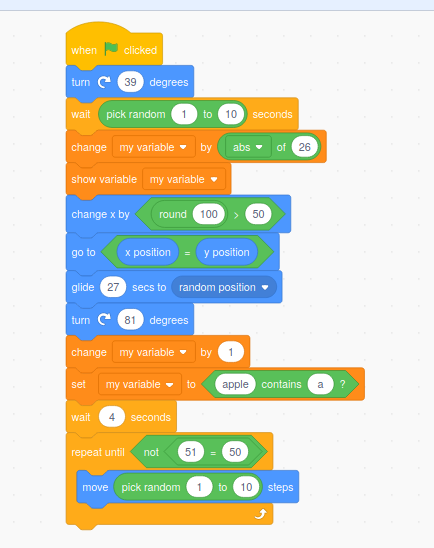 when clicked
turn 39 degrees
wait pick random 1 to 10 seconds
change my variable by abs of 26
show variable my variable
change x by round 100 > 50
go to x position = y position
glide 27 secs to random position
turn 81 degrees
change my variable by 1
set my variable to apple contains a ?
wait 4 seconds
repeat until not 51 = 50
move pick random 1 to 10 steps